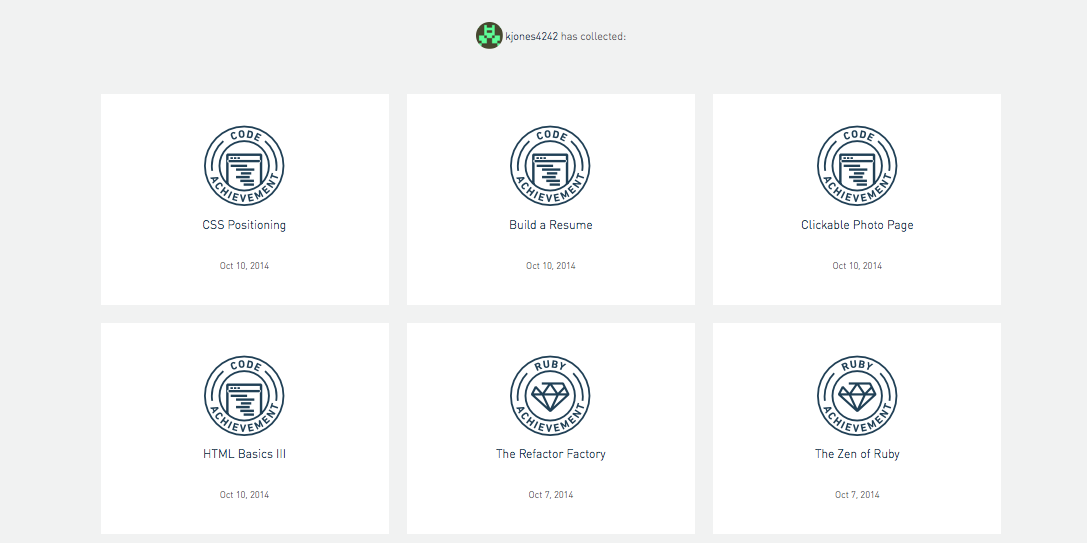 kjones4242 has collected:
CODE ACHIEVEMENT
CSS Positioning
Oct 10, 2014
CODE ACHIEVEMENT
Build a Resume
Oct 10, 2014
CODE ACHIEVEMENT
Clickable Photo Page
Oct 10, 2014
CODE ACHIEVEMENT
HTML Basics III
Oct 10, 2014
RUBY ACHIEVEMENT
The Refactor Factory
Oct 7, 2014
RUBY ACHIEVEMENT
The Zen of Ruby
Oct 7, 2014